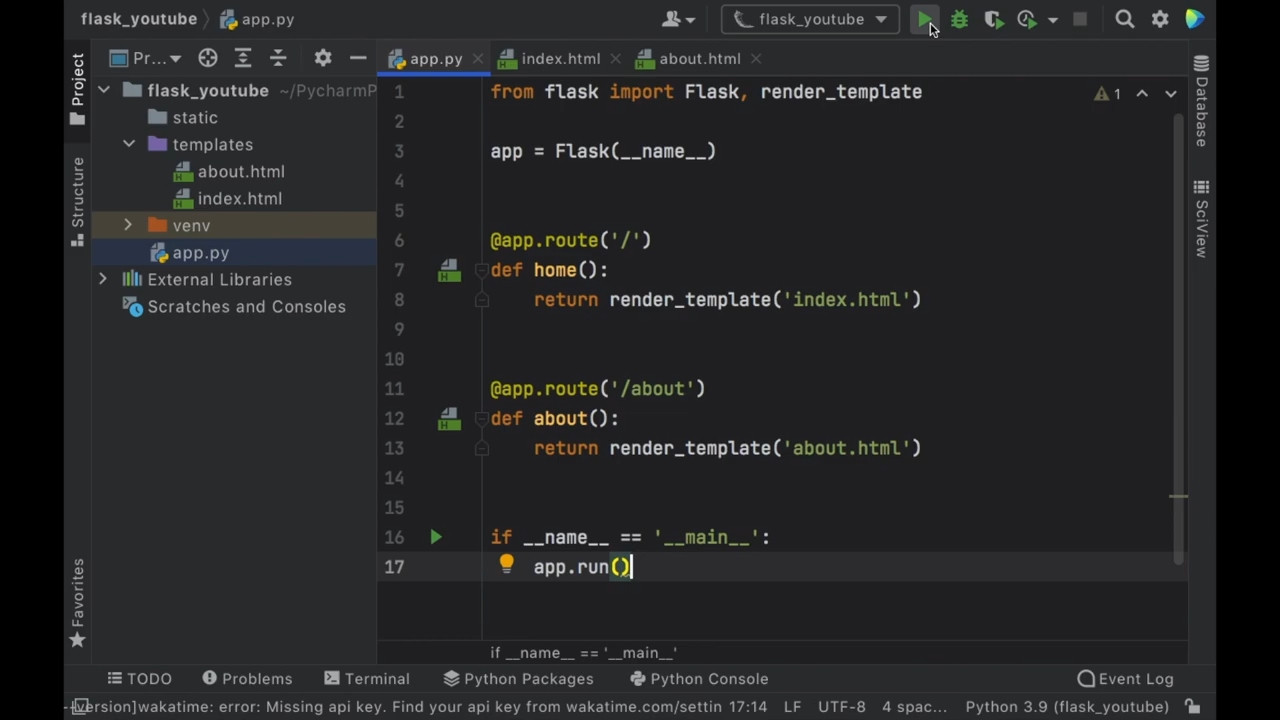 flask_youtube
app.py
flask_youtube
Project
Pr...
app.py
index.html
about.html
flask_youtube ~/PycharmP
static
templates
about.html
index.html
venv
app.py
External Libraries
Scratches and Consoles
Structure
Favorites
1 from flask import Flask, render_template
2
3 app = Flask(__name__)
4
5
6 @app.route('/')
7 def home():
8 return render_template('index.html')
9
10
11 @app.route('/about')
12 def about():
13 return render_template('about.html')
14
15
16 if __name__ == '__main__':
17 app.run()
1
Database
SciView
if __name__ == '__main__'
TODO
Problems
Terminal
Python Packages
Python Console
Event Log
version]wakatime: error: Missing api key. Find your api key from wakatime.com/settin
17:14
LF
UTF-8
4 spac...
Python 3.9 (flask_youtube)